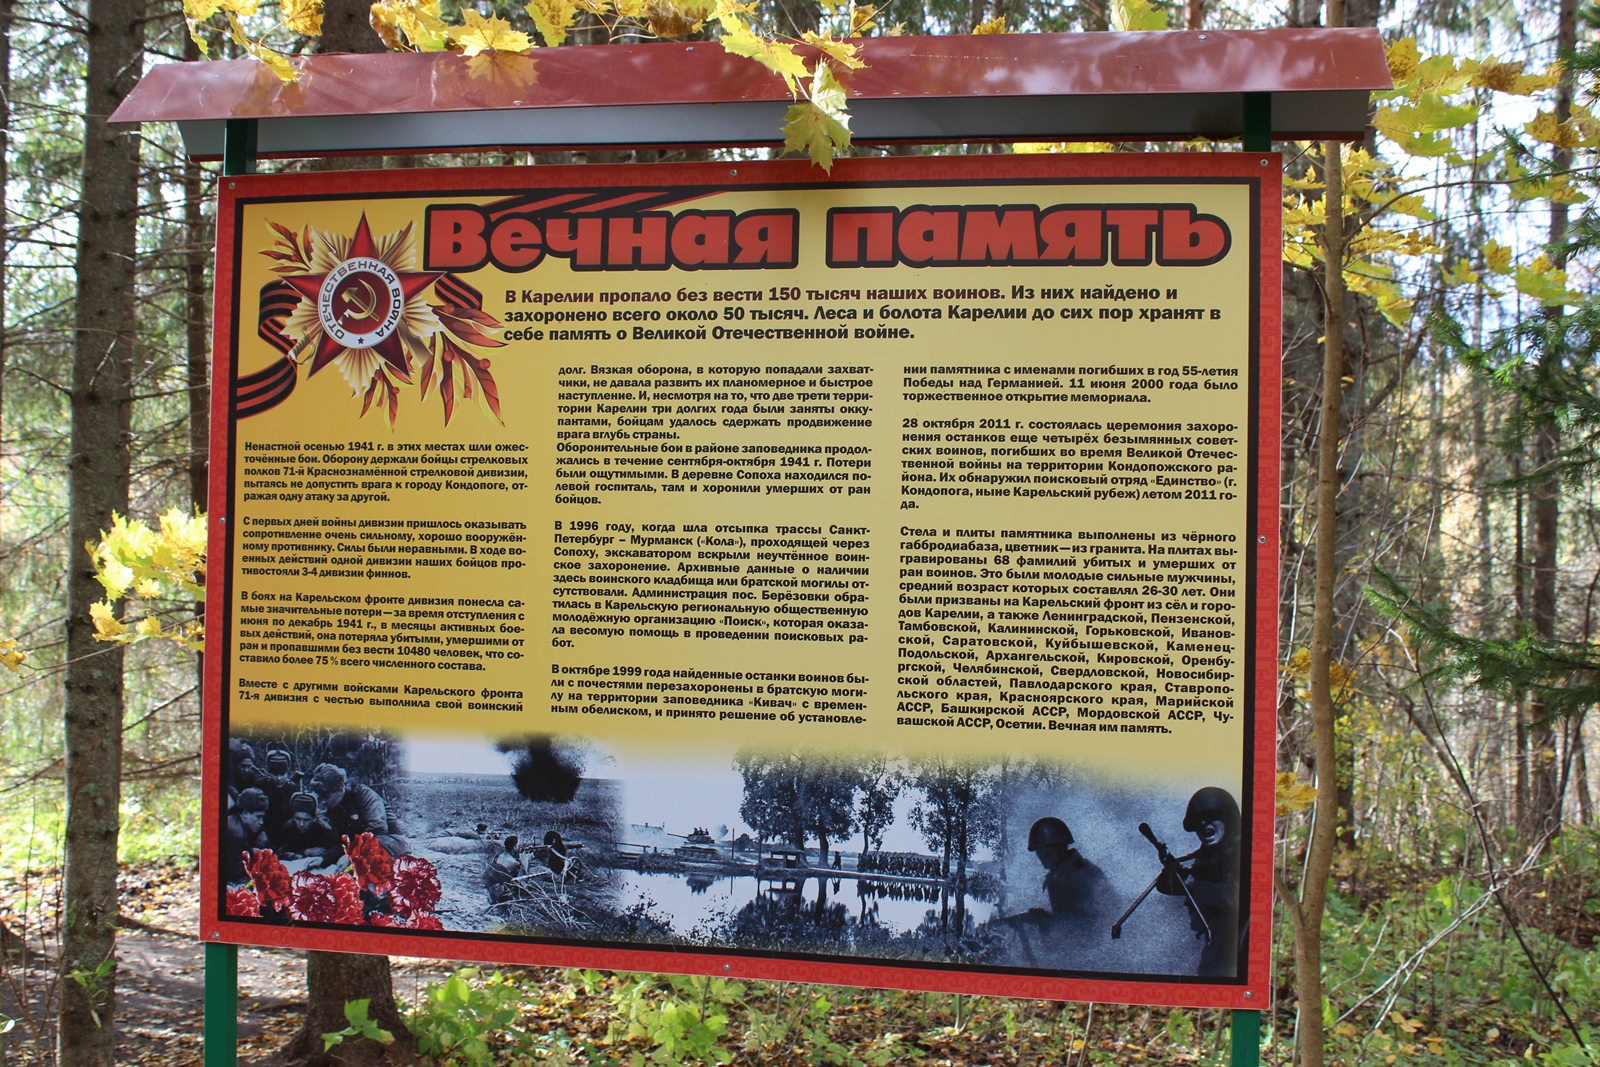 Вечная память
ОТЕЧЕСТВЕННАЯ ВОЙНА
В Карелии пропало без вести 150 тысяч наших воинов. Из них найдено и
захоронено всего около 50 тысяч. Леса и болота Карелии до сих пор хранят в
себе память о Великой Отечественной войне.
Ненастной осенью 1941 г. в этих местах шли ожес-
точённые бои. Оборону держали бойцы стрелковых
полков 71-й Краснознамённой стрелковой дивизии,
пытаясь не допустить врага к городу Кондопоге, от-
ражая одну атаку за другой.
С первых дней войны дивизии пришлось оказывать
сопротивление очень сильному, хорошо вооружён-
ному противнику. Силы были неравными. В ходе во-
енных действий одной дивизии наших бойцов про-
тивостояли 3-4 дивизии финнов.
В боях на Карельском фронте дивизия понесла са-
мые значительные потери — за время отступления с
июня по декабрь 1941 г., в месяцы активных бое-
вых действий, она потеряла убитыми, умершими от
ран и пропавшими без вести 10480 человек, что со-
ставило более 75 % всего численного состава.
Вместе с другими войсками Карельского фронта
71-я дивизия с честью выполнила свой воинский
долг. Вязкая оборона, в которую попадали захват-
чики, не давала развить их планомерное и быстрое
наступление. И, несмотря на то, что две трети терри-
тории Карелии три долгих года были заняты окку-
пантами, бойцам удалось сдержать продвижение
врага вглубь страны.
Оборонительные бои в районе заповедника продол-
жались в течение сентября-октября 1941 г. Потери
были ощутимыми. В деревне Сопоха находился по-
левой госпиталь, там и хоронили умерших от ран
бойцов.
В 1996 году, когда шла отсыпка трассы Санкт-
Петербург – Мурманск («Кола»), проходящей через
Сопоху, экскаватором вскрыли неучтённое воин-
ское захоронение. Архивные данные о наличии
здесь воинского кладбища или братской могилы от-
сутствовали. Администрация пос. Берёзовки обра-
тилась в Карельскую региональную общественную
молодёжную организацию «Поиск», которая оказа-
ла весомую помощь в проведении поисковых ра-
бот.
В октябре 1999 года найденные останки воинов бы-
ли с почестями перезахоронены в братскую моги-
лу на территории заповедника «Кивач» с времен-
ным обелиском, и принято решение об установле-
нии памятника с именами погибших в год 55-летия
Победы над Германией. 11 июня 2000 года было
торжественное открытие мемориала.
28 октября 2011 г. состоялась церемония захоро-
нения останков еще четырёх безымянных совет-
ских воинов, погибших во время Великой Отечес-
твенной войны на территории Кондопожского ра-
йона. Их обнаружил поисковый отряд «Единство» (г.
Кондопога, ныне Карельский рубеж) летом 2011 го-
да.
Стела и плиты памятника выполнены из чёрного
габбродиабаза, цветник — из гранита. На плитах вы-
гравированы 68 фамилий убитых и умерших от
ран воинов. Это были молодые сильные мужчины,
средний возраст которых составлял 26-30 лет. Они
были призваны на Карельский фронт из сёл и горо-
дов Карелии, а также Ленинградской, Пензенской,
Тамбовской, Калининской, Горьковской, Иванов-
ской, Саратовской, Куйбышевской, Каменец-
Подольской, Архангельской, Кировской, Оренбу-
ргской, Челябинской, Свердловской, Новосибир-
ской областей, Павлодарского края, Ставропо-
льского края, Красноярского края, Марийской
АССР, Башкирской АССР, Мордовской АССР, Чу-
вашской АССР, Осетии. Вечная им память.